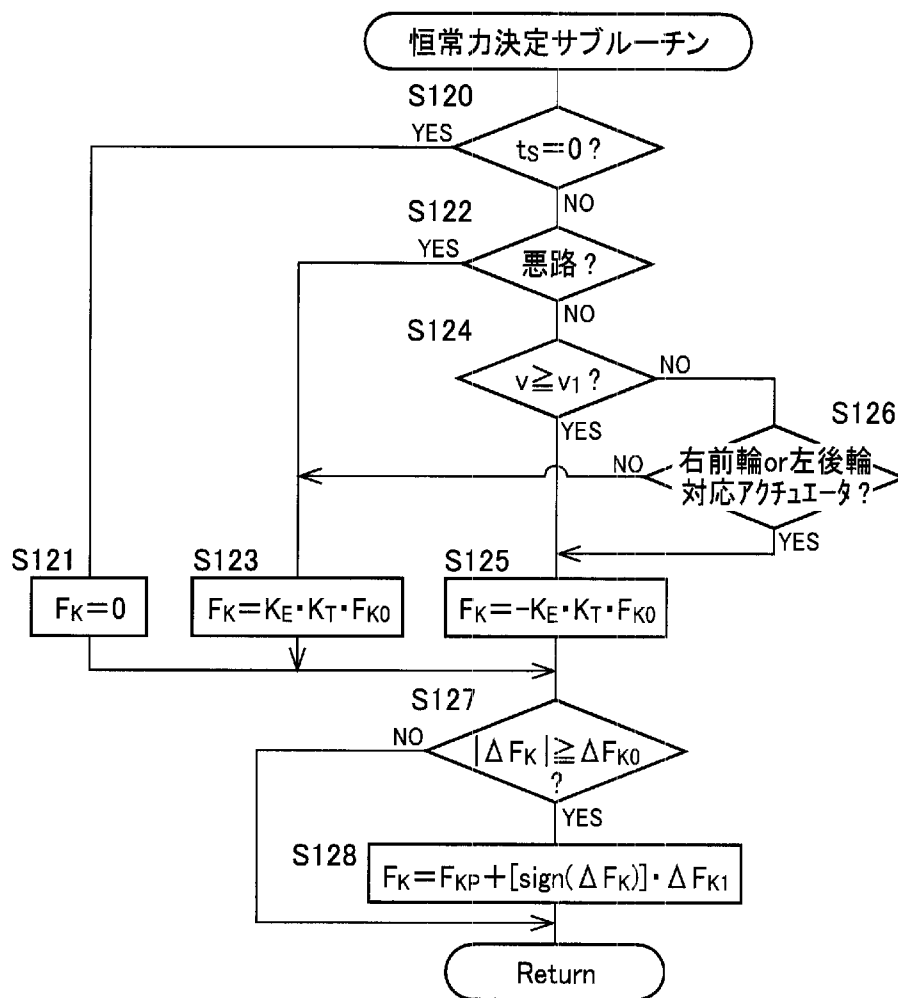 恒常力決定サブルーチン
S120
YES
tS=0?
NO
S122
YES
悪路?
NO
S124
v≧v1?
NO
YES
S126
右前輪or左後輪
対応アクチュエータ?
NO
YES
S121
FK=0
S123
FK=KE・KT・FK0
S125
FK=-KE・KT・FK0
S127
NO
|ΔFK|≧ΔFK0
?
YES
S128
FK=FKP+[sign(ΔFK)]・ΔFK1
Return